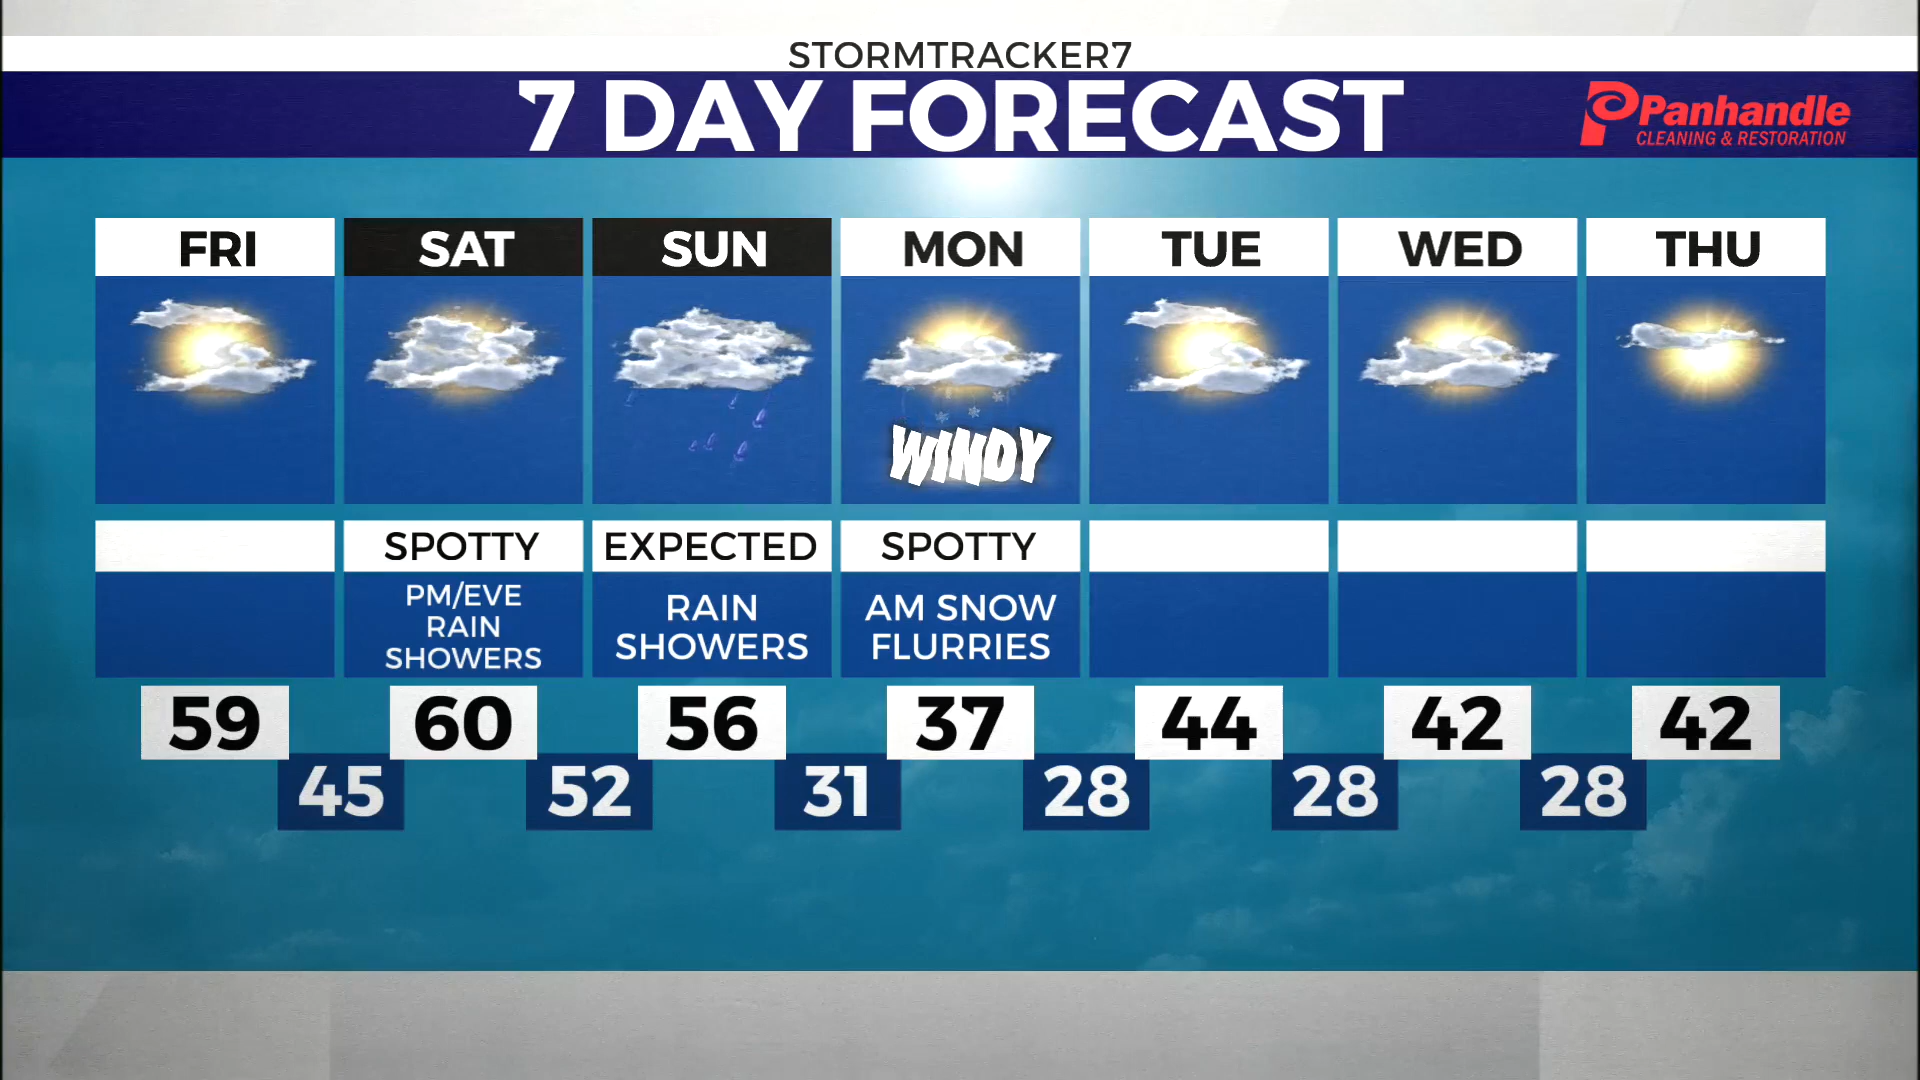 STORMTRACKER7
7 DAY FORECAST
Panhandle
CLEANING & RESTORATION
FRI
SAT
SUN
MON
TUE
WED
THU
WINDY
SPOTTY
EXPECTED
SPOTTY
PM/EVE
RAIN
SHOWERS
RAIN
SHOWERS
AM SNOW
FLURRIES
59
60
56
37
44
42
42
45
52
31
28
28
28